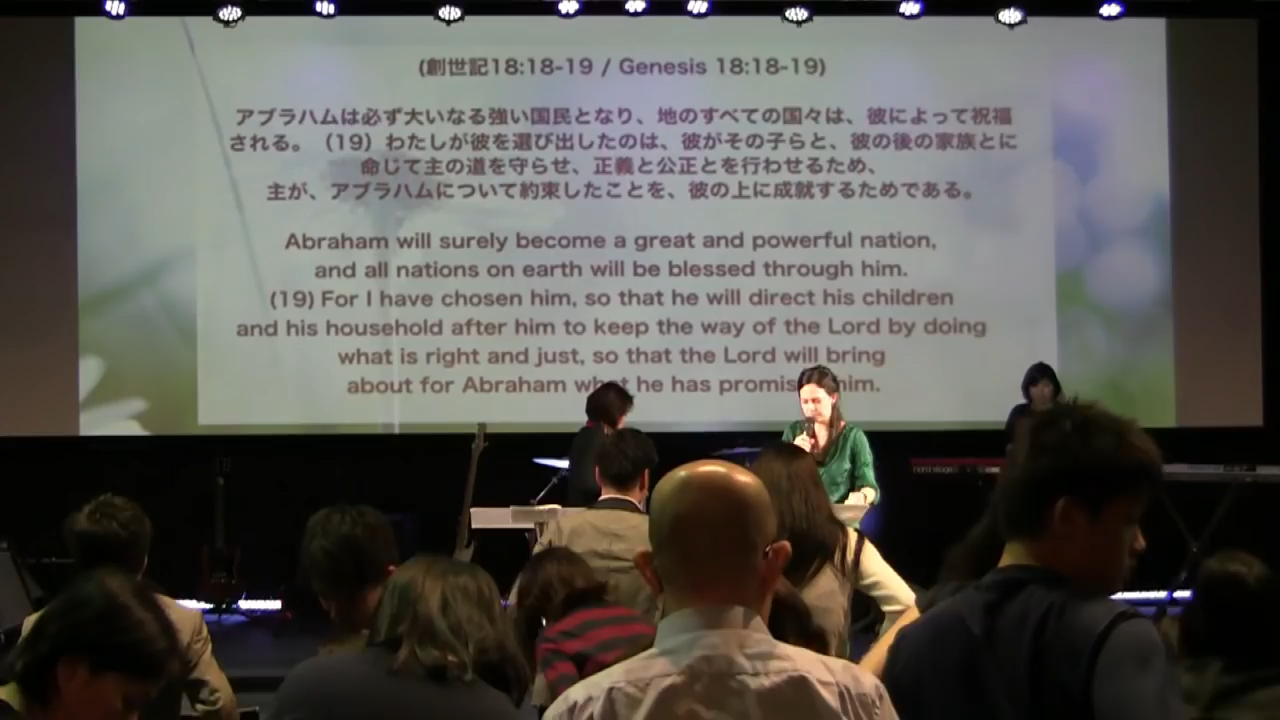 (創世記18:18-19 / Genesis 18:18-19)
アブラハムは必ず大いなる強い国民となり、地のすべての国々は、彼によって祝福
される。（19）わたしが彼を選び出したのは、彼がその子らと、彼の後の家族とに
命じて主の道を守らせ、正義と公正とを行わせるため、
主が、アブラハムについて約束したことを、彼の上に成就するためである。
Abraham will surely become a great and powerful nation,
and all nations on earth will be blessed through him.
(19) For I have chosen him, so that he will direct his children
and his household after him to keep the way of the Lord by doing
what is right and just, so that the Lord will bring
about for Abraham what he has promis him.
nord stage